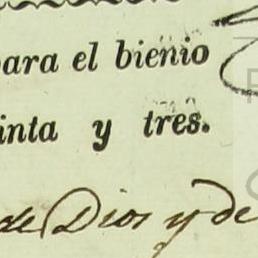 para el bienio
inta y tres.
de Dios y de